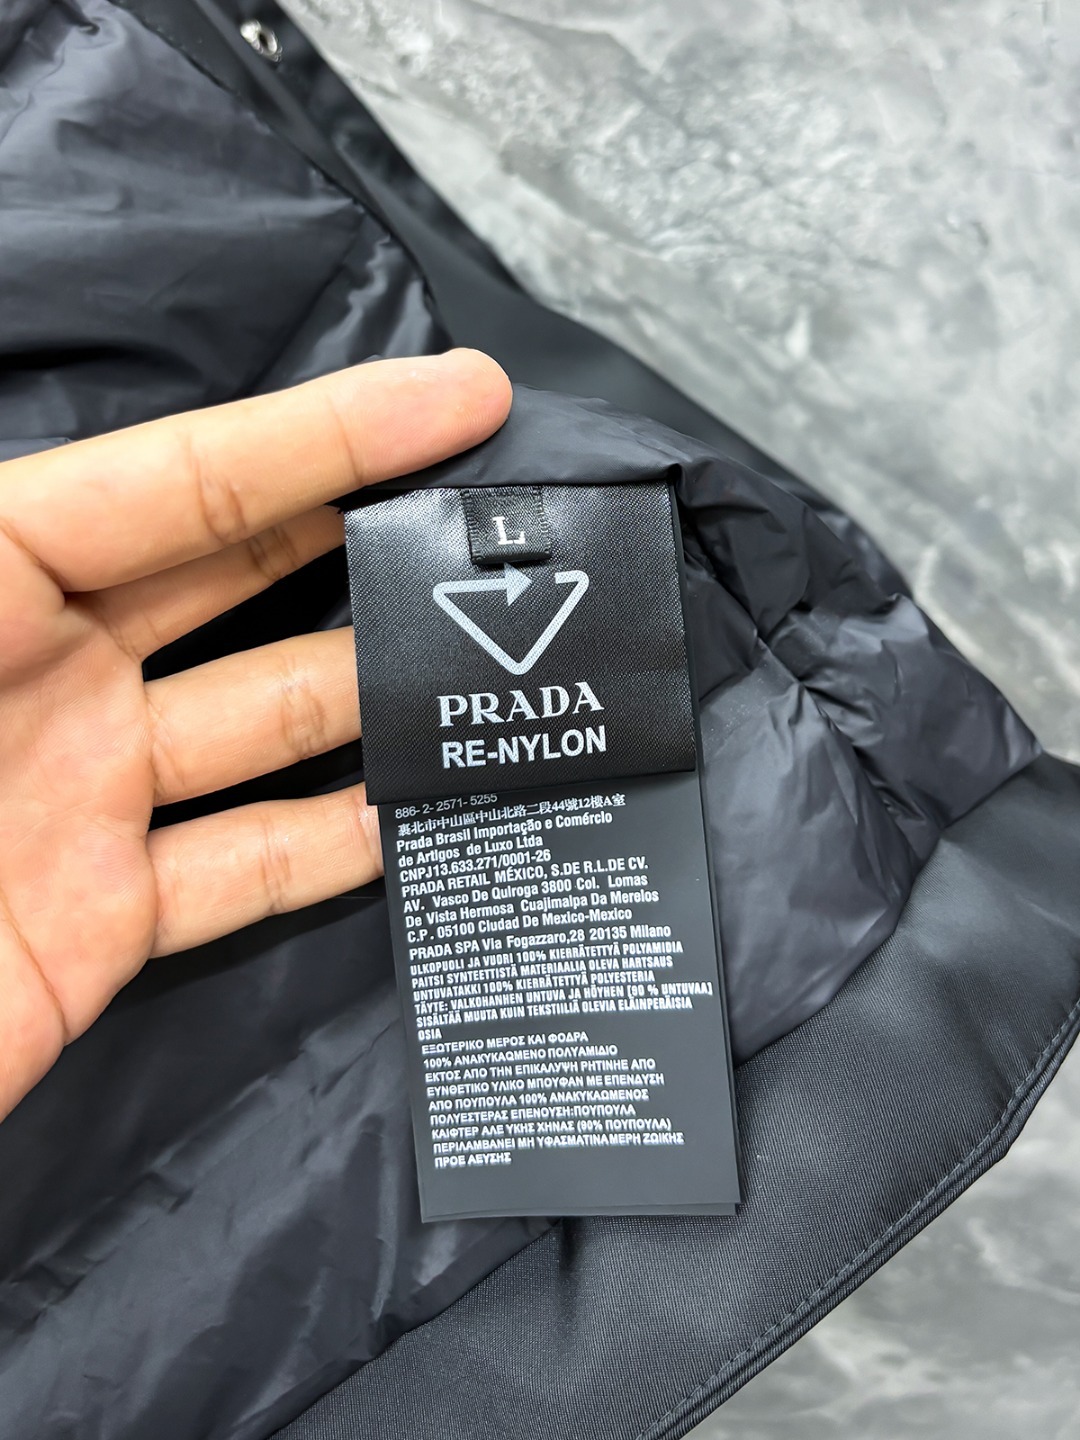 L
PRADA
RE-NYLON
886-2-2571-5255
裏北市中山區中山北路二段44號12樓A室
Prada Brasil Importação e Comércio
de Artigos de Luxo Ltda
CNPJ13.633.271/0001-26
PRADA RETAIL MÉXICO, S.DE R.L.DE CV.
AV. Vasco De Quiroga 3800 Col. Lomas
De Vista Hermosa Cuajimalpa Da Merelos
C.P. 05100 Ciudad De Mexico-Mexico
PRADA SPA Via Fogazzaro,28 20135 Milano
ULKOPUOLI JA VUORI 100% KIERRÄTETTYÄ POLYAMIDIA
PAITSI SYNTEETTISTÄ MATERIAALIA OLEVA HARTSAUS
UNTUVATAKKI 100% KIERRÄTETTYÄ POLYESTERIA
TÄYTE: VALKOHANHEN UNTUVA JA HÖYHEN [90 % UNTUVAA]
SISÄLTÄÄ MUUTA KUIN TEKSTIILIÄ OLEVIA ELÄINPERÄISIA
OSIA
ΕΞΩΤΕΡΙΚΟ ΜΕΡΟΣ ΚΑΙ ΦΟΔΡΑ
100% ΑΝΑΚΥΚΛΩΜΕΝΟ ΠΟΛΥΑΜΙΔΙΟ
ΕΚΤΟΣ ΑΠΟ ΤΗΝ ΕΠΙΚΑΛΥΨΗ ΡΗΤΙΝΗΣ ΑΠΟ
ΕΥΝΘΕΤΙΚΟ ΥΛΙΚΟ ΜΠΟΥΦΑΝ ΜΕ ΕΠΕΝΔΥΣΗ
ΑΠΟ ΠΟΥΠΟΥΛΑ 100% ΑΝΑΚΥΚΛΩΜΕΝΟΣ
ΠΟΛΥΕΣΤΕΡΑΣ ΕΠΕΝΟΥΣΗ:ΠΟΥΠΟΥΛΑ
ΚΑΙΦΤΕΡ ΑΛΕ ΥΚΗΣ ΧΗΝΑΣ (90% ΠΟΥΠΟΥΛΑ)
ΠΕΡΙΛΑΜΒΑΝΕΙ ΜΗ ΥΦΑΣΜΑΤΙΝΑ ΜΕΡΗ ΖΩΙΚΗΣ
ΠΡΟΕ ΛΕΥΣΗΣ